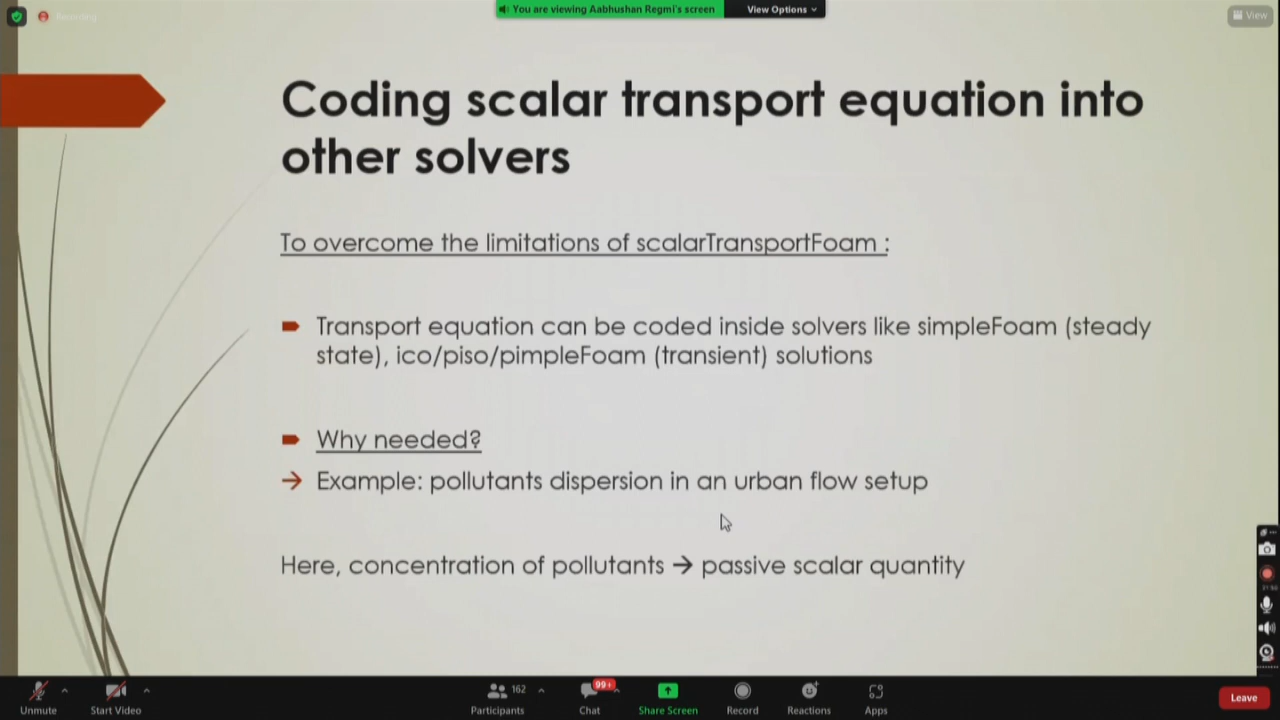 You are viewing Aabhushan Regmi's screen
View Options
Recording
View
Coding scalar transport equation into
other solvers
To overcome the limitations of scalarTransportFoam :
Transport equation can be coded inside solvers like simpleFoam (steady
state), ico/piso/pimpleFoam (transient) solutions
Why needed?
→ Example: pollutants dispersion in an urban flow setup
Here, concentration of pollutants → passive scalar quantity
Unmute
Start Video
162
Participants
99+
Chat
Share Screen
Record
Reactions
Apps
Leave